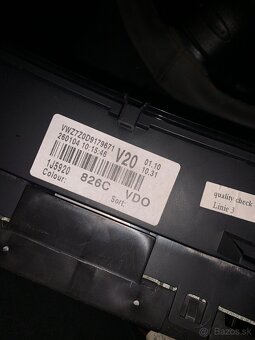 VWZ7Z0D9179671
260104 10:15:46 V20 01.10
10.31
1J5920 826C VDO
Colour: Sort:
quality check
Linie 3
bazos.sk